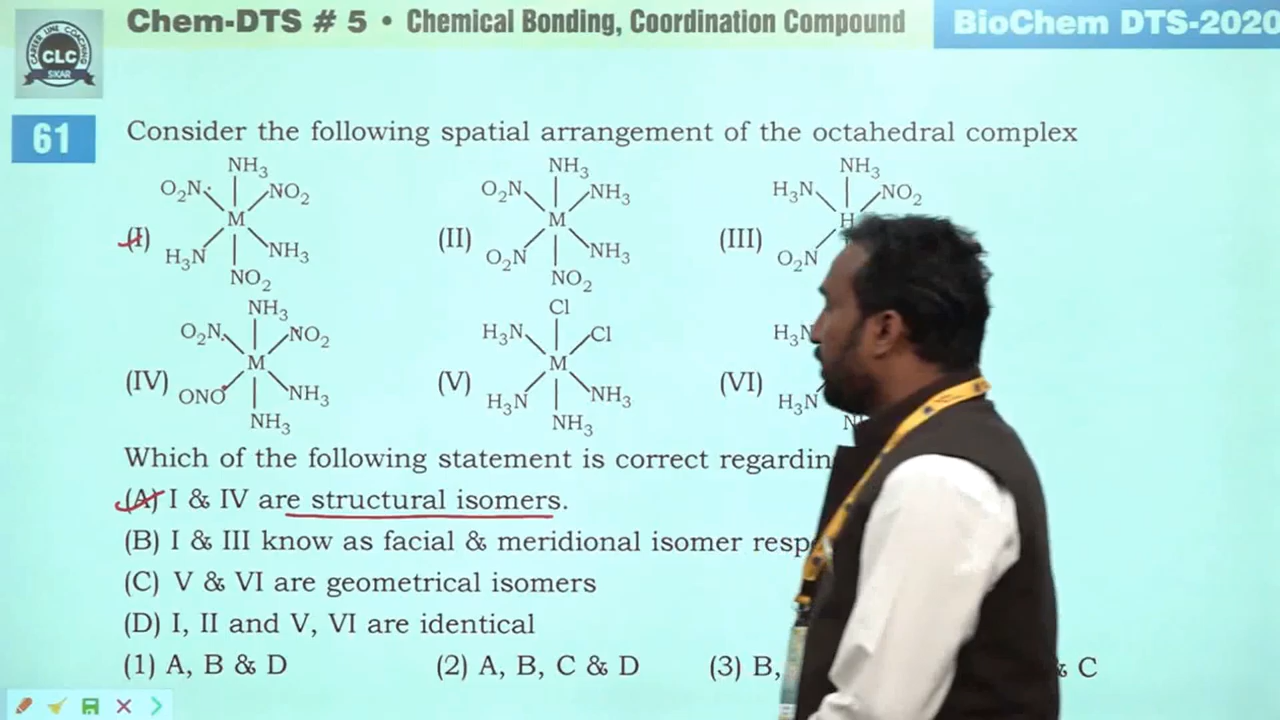 Chem-DTS # 5 • Chemical Bonding, Coordination Compound
BioChem DTS-2020
CAREER LINE COACHING
CLC
SIKAR
61
Consider the following spatial arrangement of the octahedral complex
NH₃ NH₃ NH₃
O₂N NO₂ O₂N NH₃ H₃N NO₂
M M H
(I) (II) (III)
H₃N NH₃ O₂N NH₃ O₂N
NO₂ NO₂
NH₃ Cl
O₂N NO₂ H₃N Cl H₃N
M M
(IV) (V) (VI)
ONO NH₃ H₃N NH₃ H₃N
NH₃ NH₃
Which of the following statement is correct
(A) I & IV are structural isomers.
(B) I & III know as facial & meridional isomer
(C) V & VI are geometrical isomers
(D) I, II and V, VI are identical
(1) A, B & D (2) A, B, C & D (3) B, & C